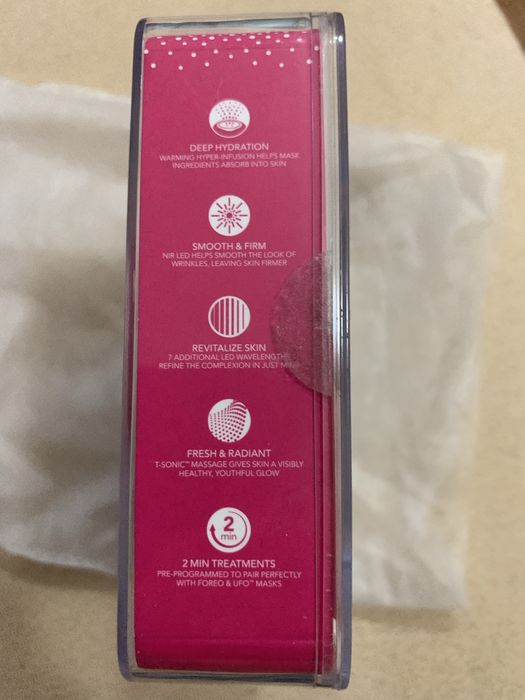 DEEP HYDRATION
WARMING HYPER-INFUSION HELPS MASK
INGREDIENTS ABSORB INTO SKIN
SMOOTH & FIRM
NIR LED HELPS SMOOTH THE LOOK OF
WRINKLES, LEAVING SKIN FIRMER
REVITALIZE SKIN
7 ADDITIONAL LED WAVELENGTHS
REFINE THE COMPLEXION IN JUST
FRESH & RADIANT
T-SONIC™ MASSAGE GIVES SKIN A VISIBLY
HEALTHY, YOUTHFUL GLOW
2
min
2 MIN TREATMENTS
PRE-PROGRAMMED TO PAIR PERFECTLY
WITH FOREO & UFO™ MASKS